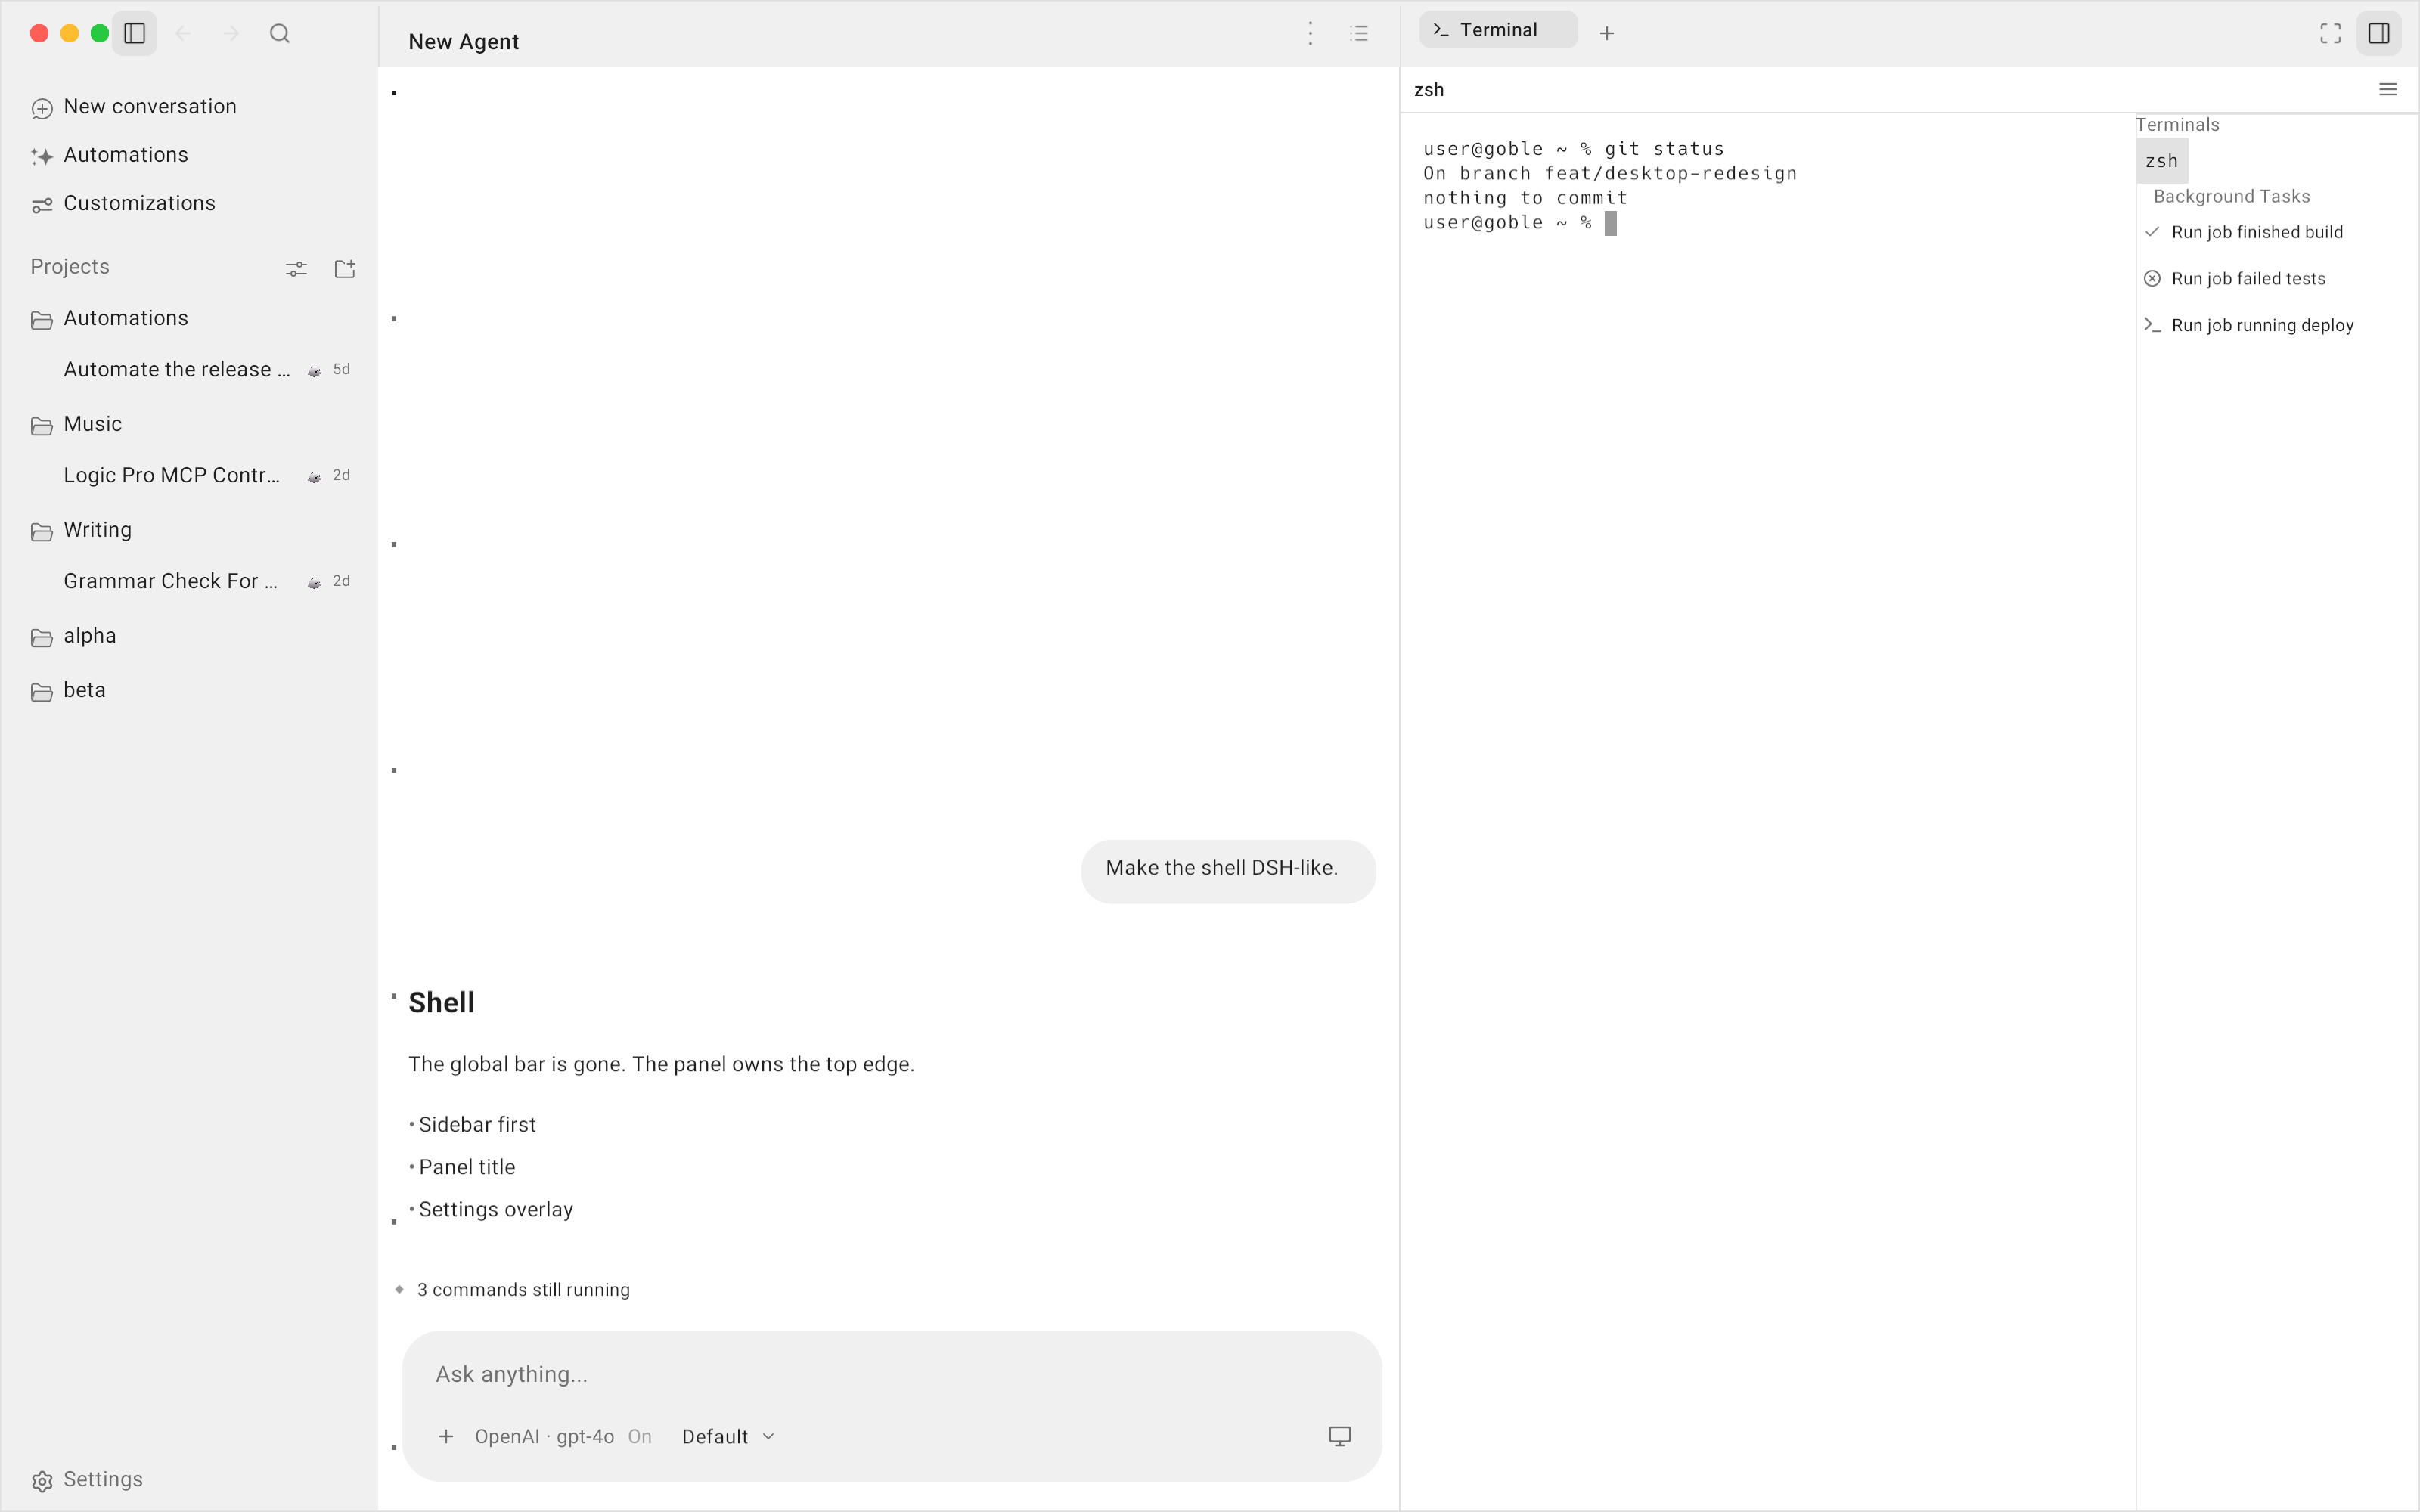 New Agent
Terminal
New conversation
Automations
Customizations
Projects
Automations
Automate the release ...
5d
Music
Logic Pro MCP Contr...
2d
Writing
Grammar Check For ...
2d
alpha
beta
Settings
Make the shell DSH-like.
Shell
The global bar is gone. The panel owns the top edge.
• Sidebar first
• Panel title
• Settings overlay
3 commands still running
Ask anything...
OpenAI · gpt-4o On Default
zsh
user@goble ~ % git status
On branch feat/desktop-redesign
nothing to commit
user@goble ~ %
Terminals
zsh
Background Tasks
Run job finished build
Run job failed tests
Run job running deploy